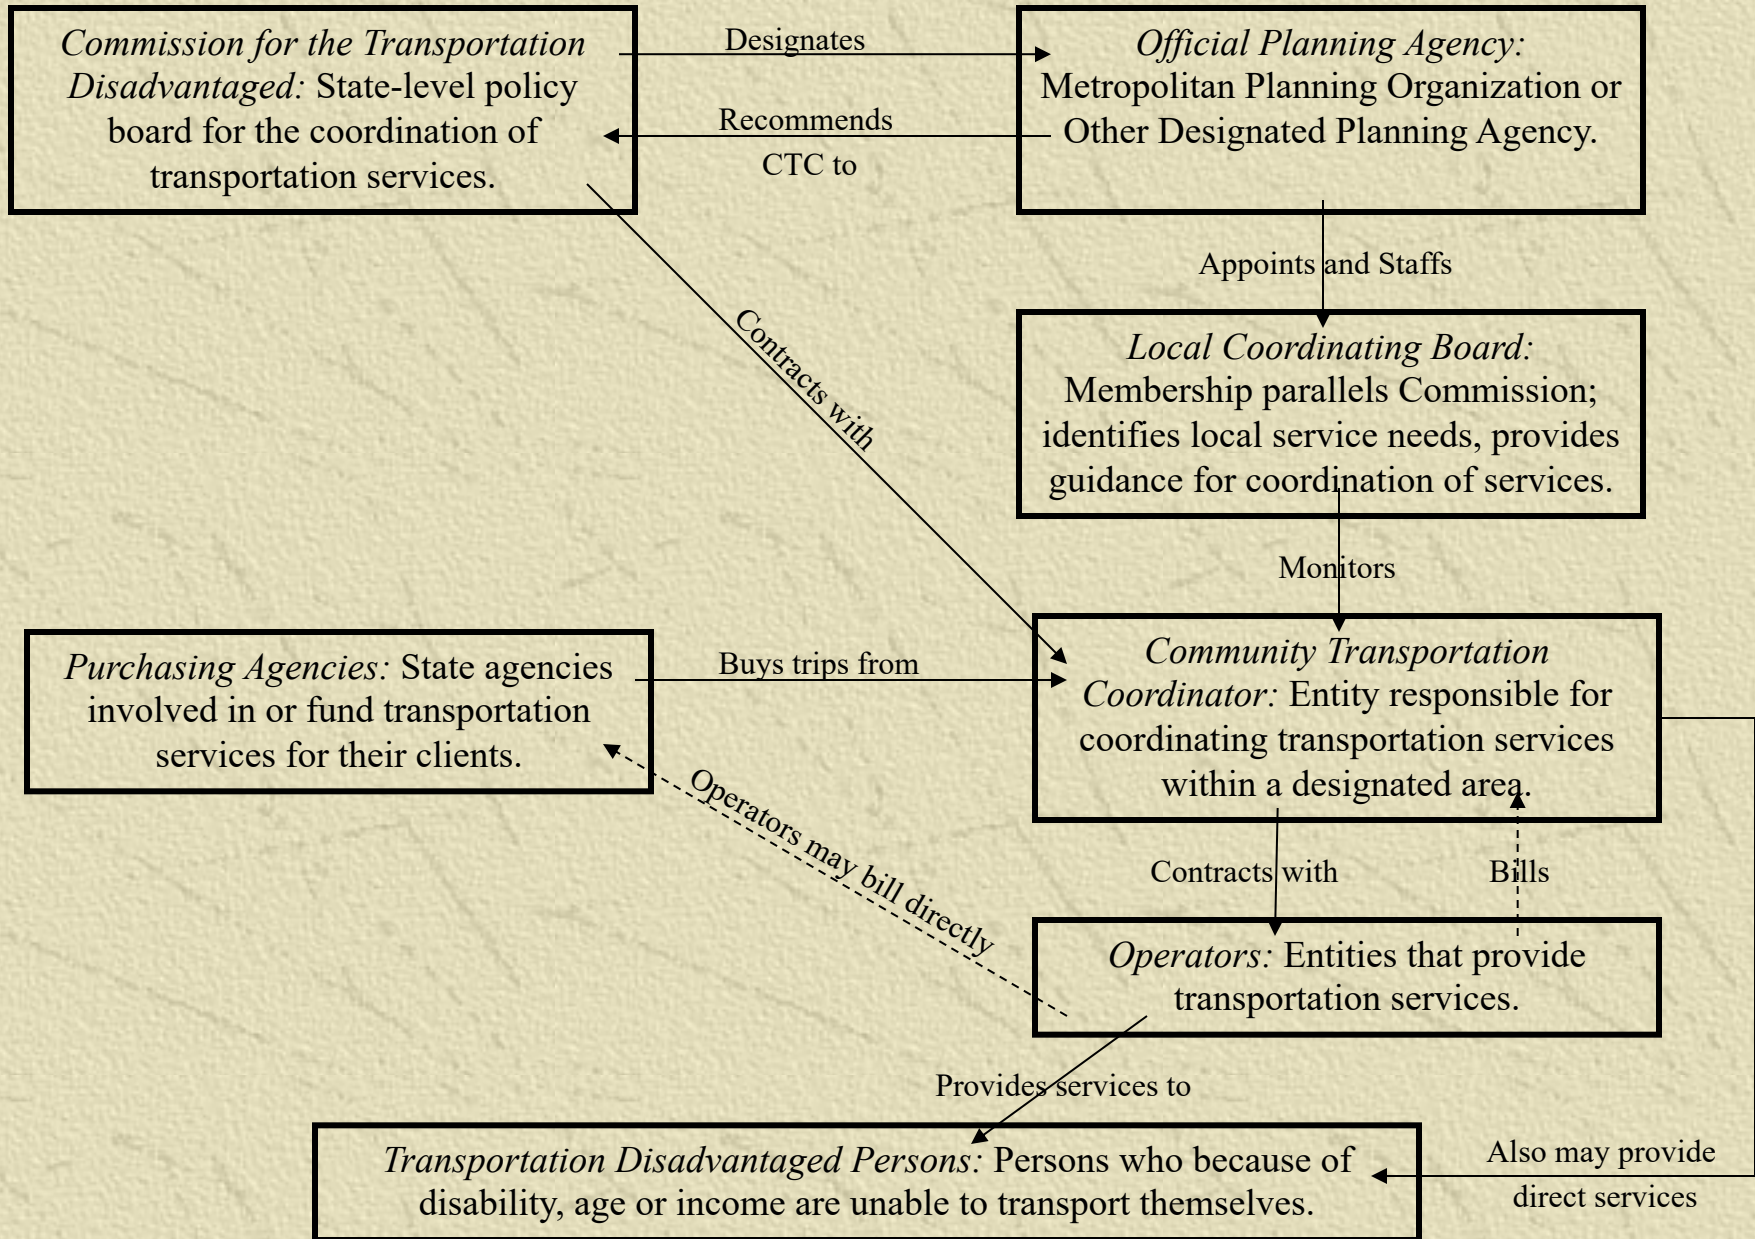 Commission for the Transportation
Disadvantaged: State-level policy
board for the coordination of
transportation services.
Designates
Recommends
CTC to
Official Planning Agency:
Metropolitan Planning Organization or
Other Designated Planning Agency.
Appoints and Staffs
Contracts with
Local Coordinating Board:
Membership parallels Commission;
identifies local service needs, provides
guidance for coordination of services.
Monitors
Purchasing Agencies: State agencies
involved in or fund transportation
services for their clients.
Buys trips from
Community Transportation
Coordinator: Entity responsible for
coordinating transportation services
within a designated area.
Operators may bill directly
Contracts with
Bills
Operators: Entities that provide
transportation services.
Provides services to
Transportation Disadvantaged Persons: Persons who because of
disability, age or income are unable to transport themselves.
Also may provide
direct services